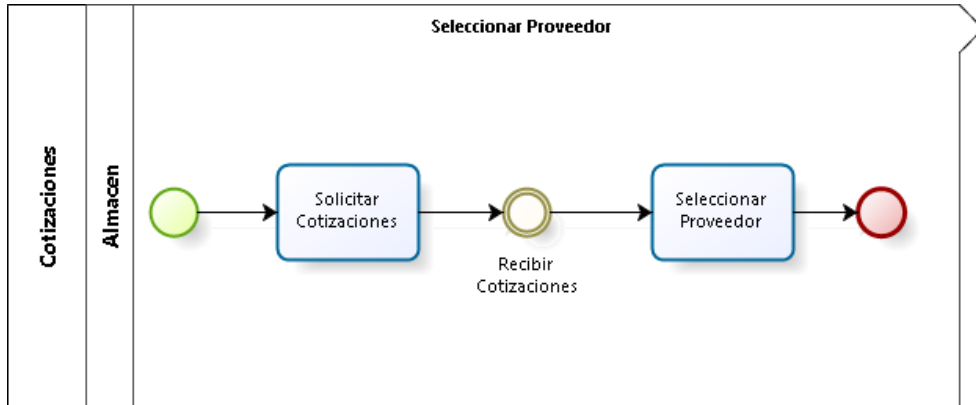 Seleccionar Proveedor
Cotizaciones
Almacen
Solicitar
Cotizaciones
Recibir
Cotizaciones
Seleccionar
Proveedor